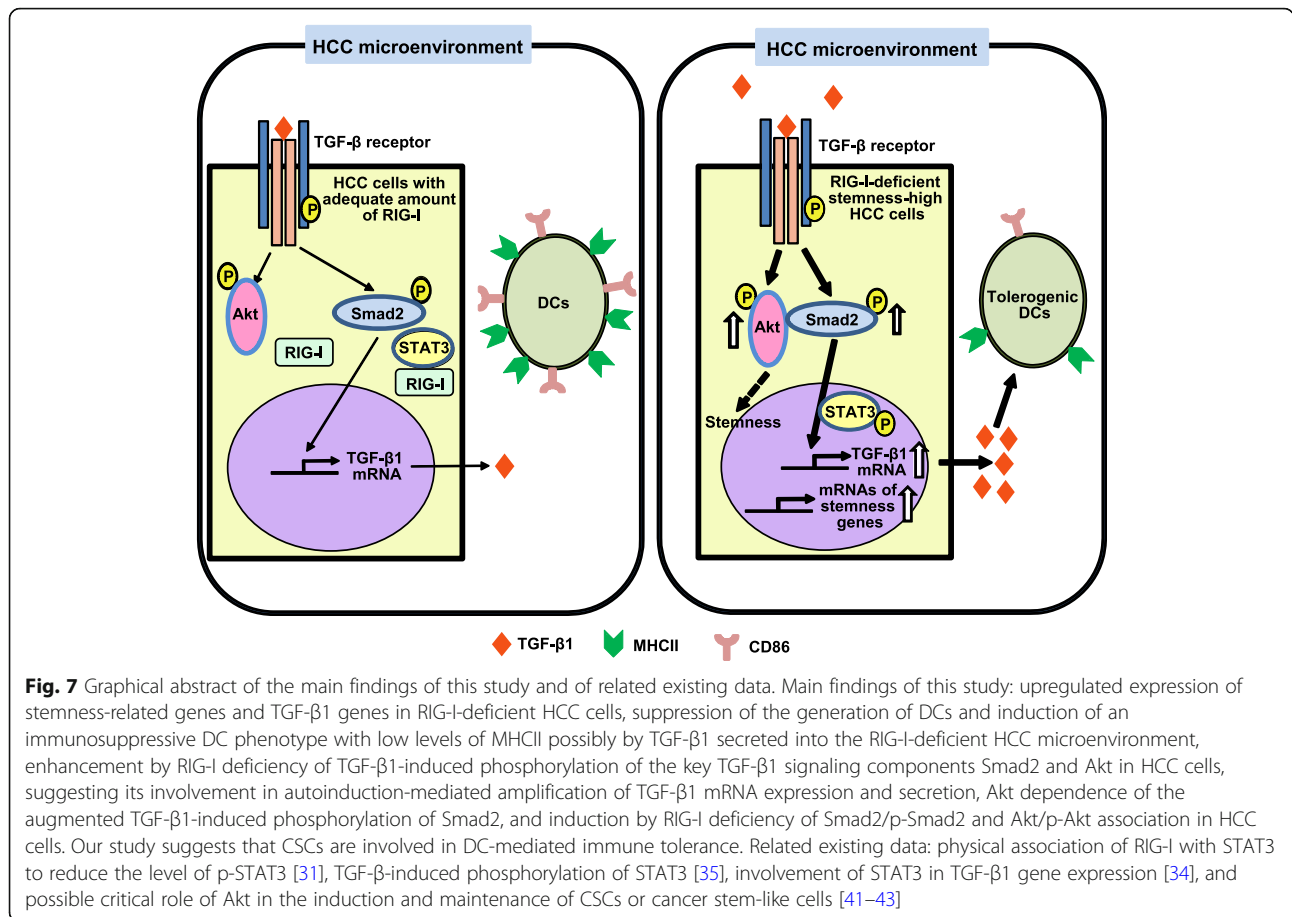 HCC microenvironment
TGF-β receptor
HCC cells with
adequate amount
of RIG-I
P
P
P
Akt
Smad2
STAT3
RIG-I
RIG-I
DCs
TGF-β1
mRNA
HCC microenvironment
TGF-β receptor
RIG-I-deficient
stemness-high
HCC cells
P
P
P
Akt
Smad2
Tolerogenic
DCs
Stemness
STAT3
P
TGF-β1
mRNA
mRNAs of
stemness
genes
TGF-β1 MHCII CD86
Fig. 7 Graphical abstract of the main findings of this study and of related existing data. Main findings of this study: upregulated expression of
stemness-related genes and TGF-β1 genes in RIG-I-deficient HCC cells, suppression of the generation of DCs and induction of an
immunosuppressive DC phenotype with low levels of MHCII possibly by TGF-β1 secreted into the RIG-I-deficient HCC microenvironment,
enhancement by RIG-I deficiency of TGF-β1-induced phosphorylation of the key TGF-β1 signaling components Smad2 and Akt in HCC cells,
suggesting its involvement in autoinduction-mediated amplification of TGF-β1 mRNA expression and secretion, Akt dependence of the
augmented TGF-β1-induced phosphorylation of Smad2, and induction by RIG-I deficiency of Smad2/p-Smad2 and Akt/p-Akt association in HCC
cells. Our study suggests that CSCs are involved in DC-mediated immune tolerance. Related existing data: physical association of RIG-I with STAT3
to reduce the level of p-STAT3 [31], TGF-β-induced phosphorylation of STAT3 [35], involvement of STAT3 in TGF-β1 gene expression [34], and
possible critical role of Akt in the induction and maintenance of CSCs or cancer stem-like cells [41–43]